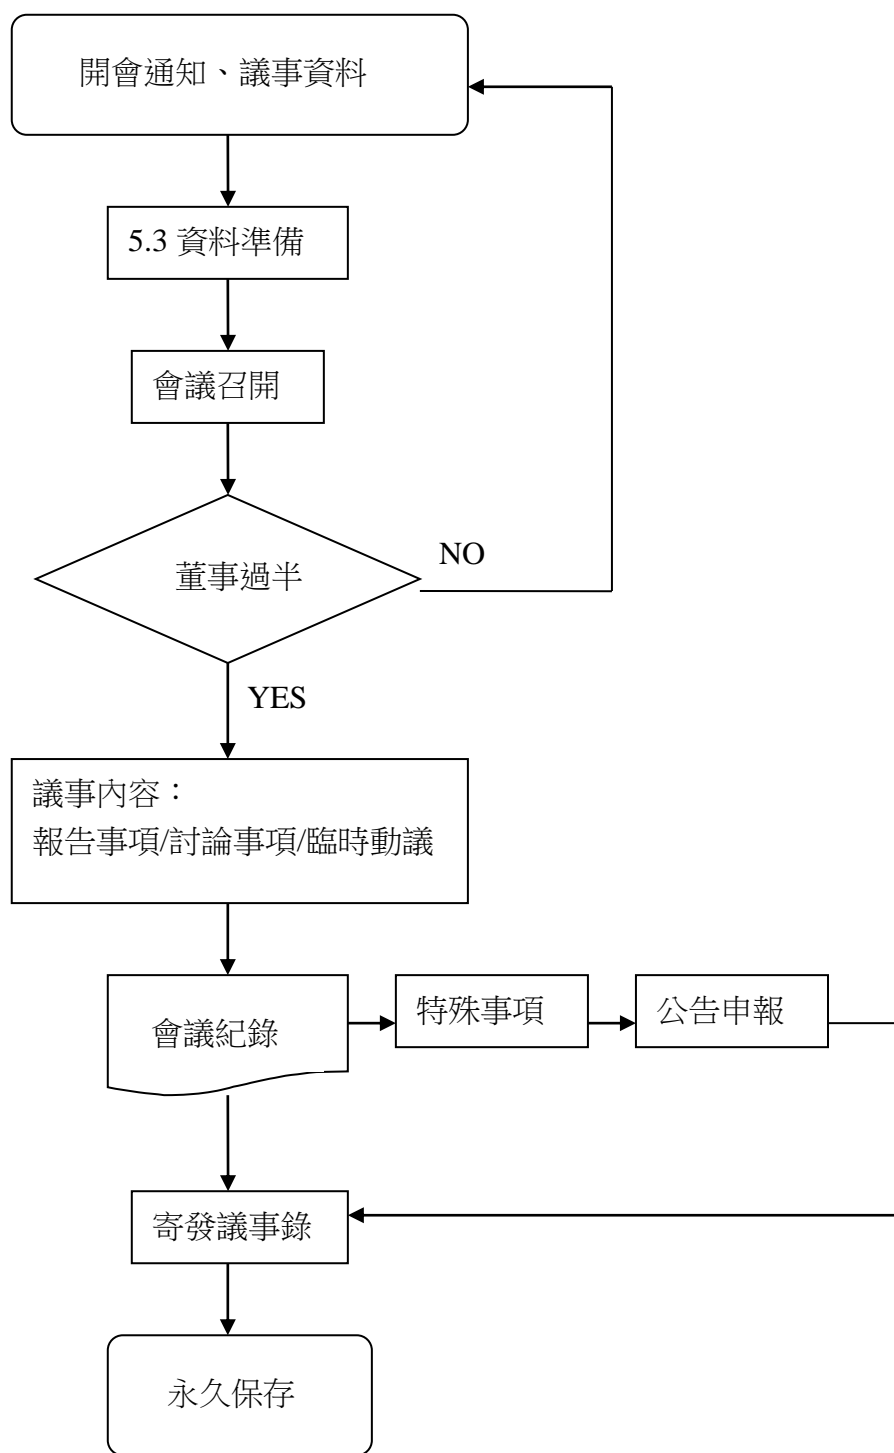 開會通知、議事資料
5.3 資料準備
會議召開
董事過半
NO
YES
議事內容：
報告事項/討論事項/臨時動議
會議紀錄
特殊事項
公告申報
寄發議事錄
永久保存